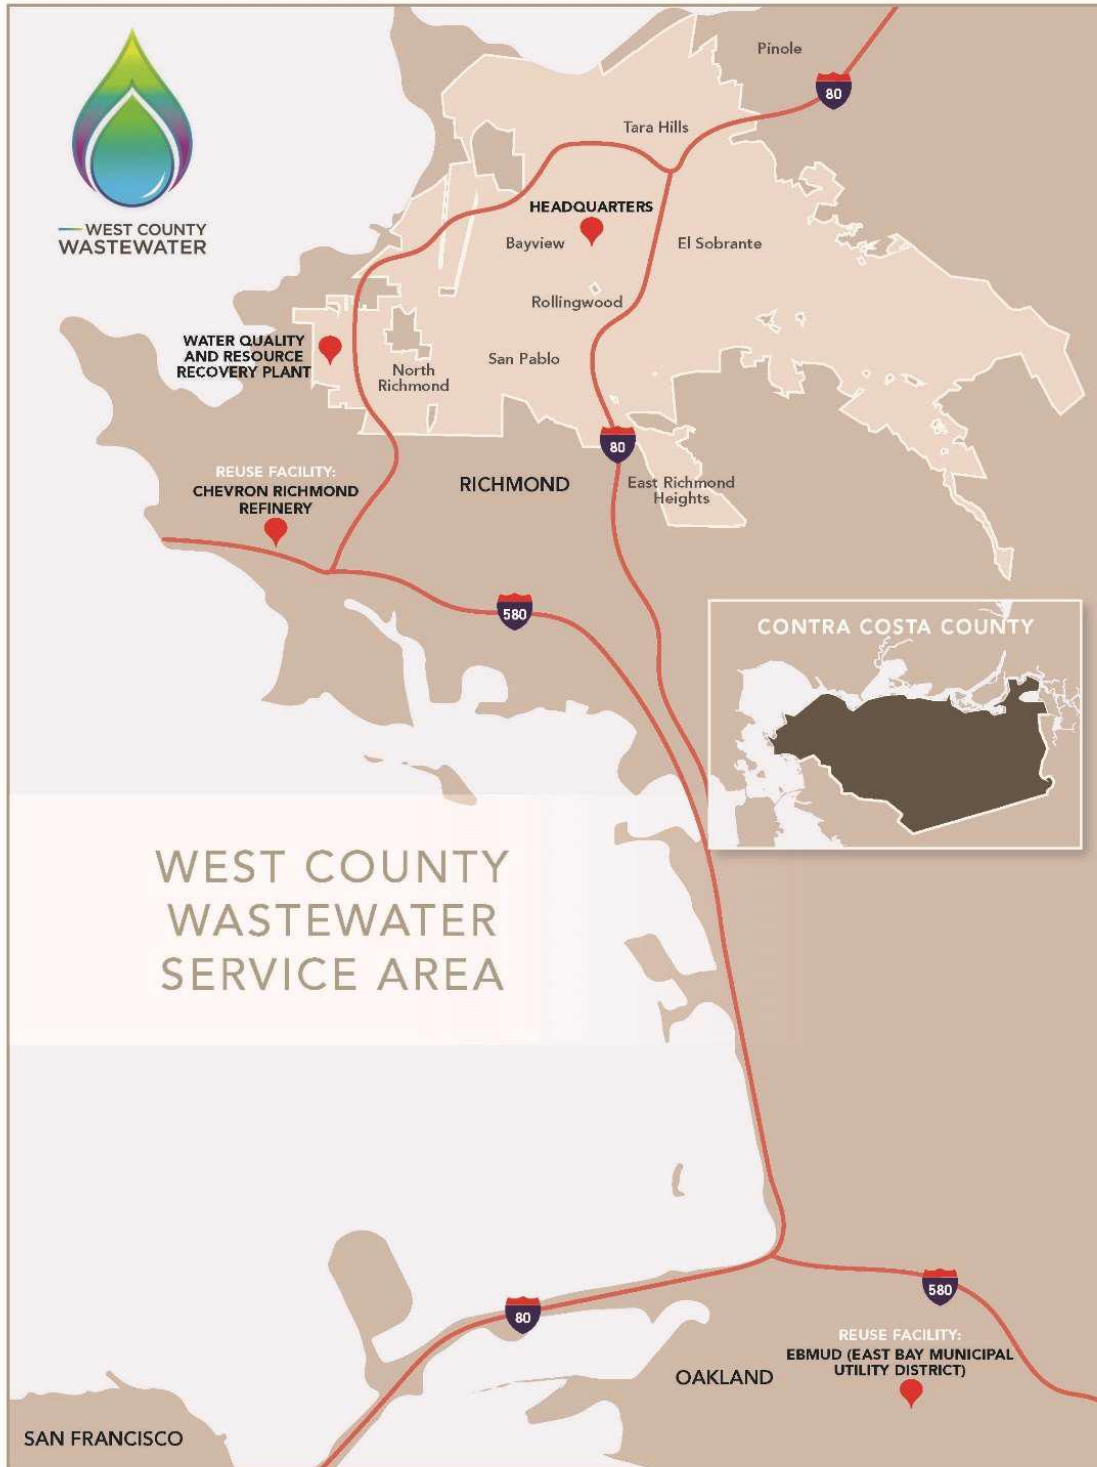 Pinole
80
Tara Hills
WEST COUNTY
WASTEWATER
HEADQUARTERS
Bayview
El Sobrante
Rollingwood
WATER QUALITY
AND RESOURCE
RECOVERY PLANT
San Pablo
North
Richmond
80
REUSE FACILITY:
CHEVRON RICHMOND
REFINERY
RICHMOND
East Richmond
Heights
580
CONTRA COSTA COUNTY
WEST COUNTY
WASTEWATER
SERVICE AREA
80
580
REUSE FACILITY:
EBMUD (EAST BAY MUNICIPAL
UTILITY DISTRICT)
OAKLAND
SAN FRANCISCO